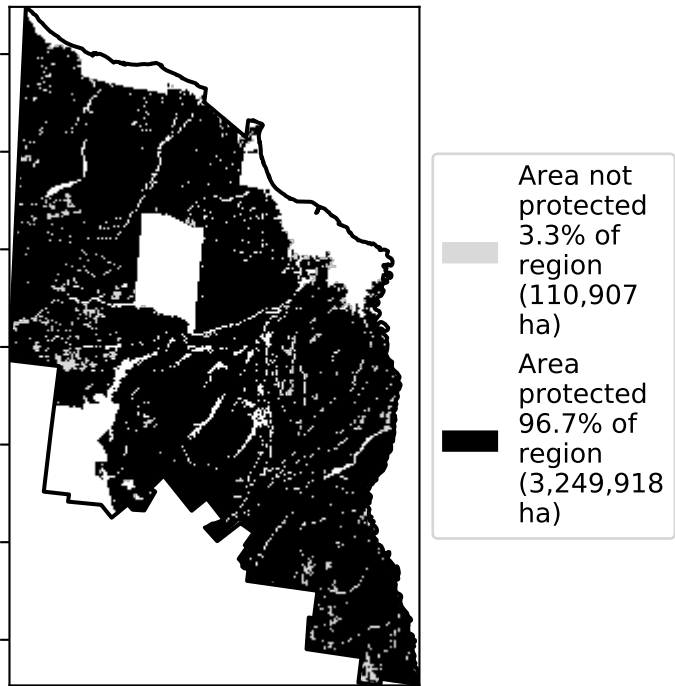 Area not
protected
3.3% of
region
(110,907
ha)
Area
protected
96.7% of
region
(3,249,918
ha)